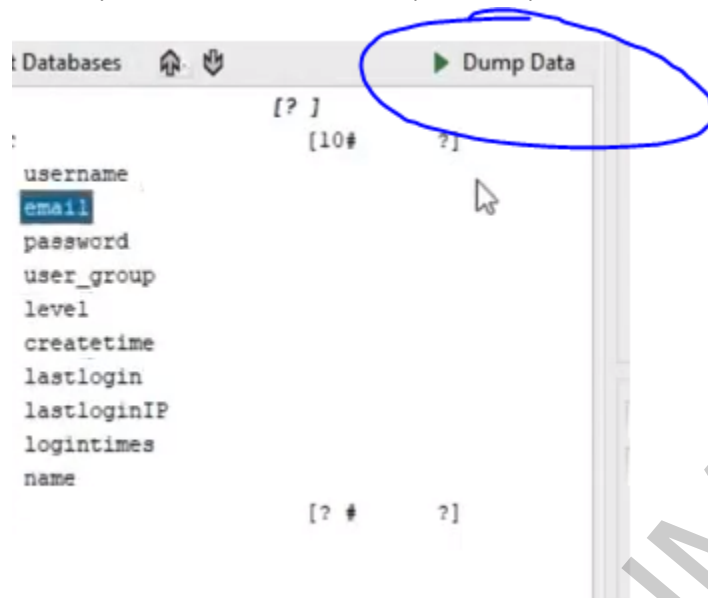 t Databases Dump Data
[? ]
: [10# ?]
username
email
password
user_group
level
createtime
lastlogin
lastloginIP
logintimes
name
[? # ?]